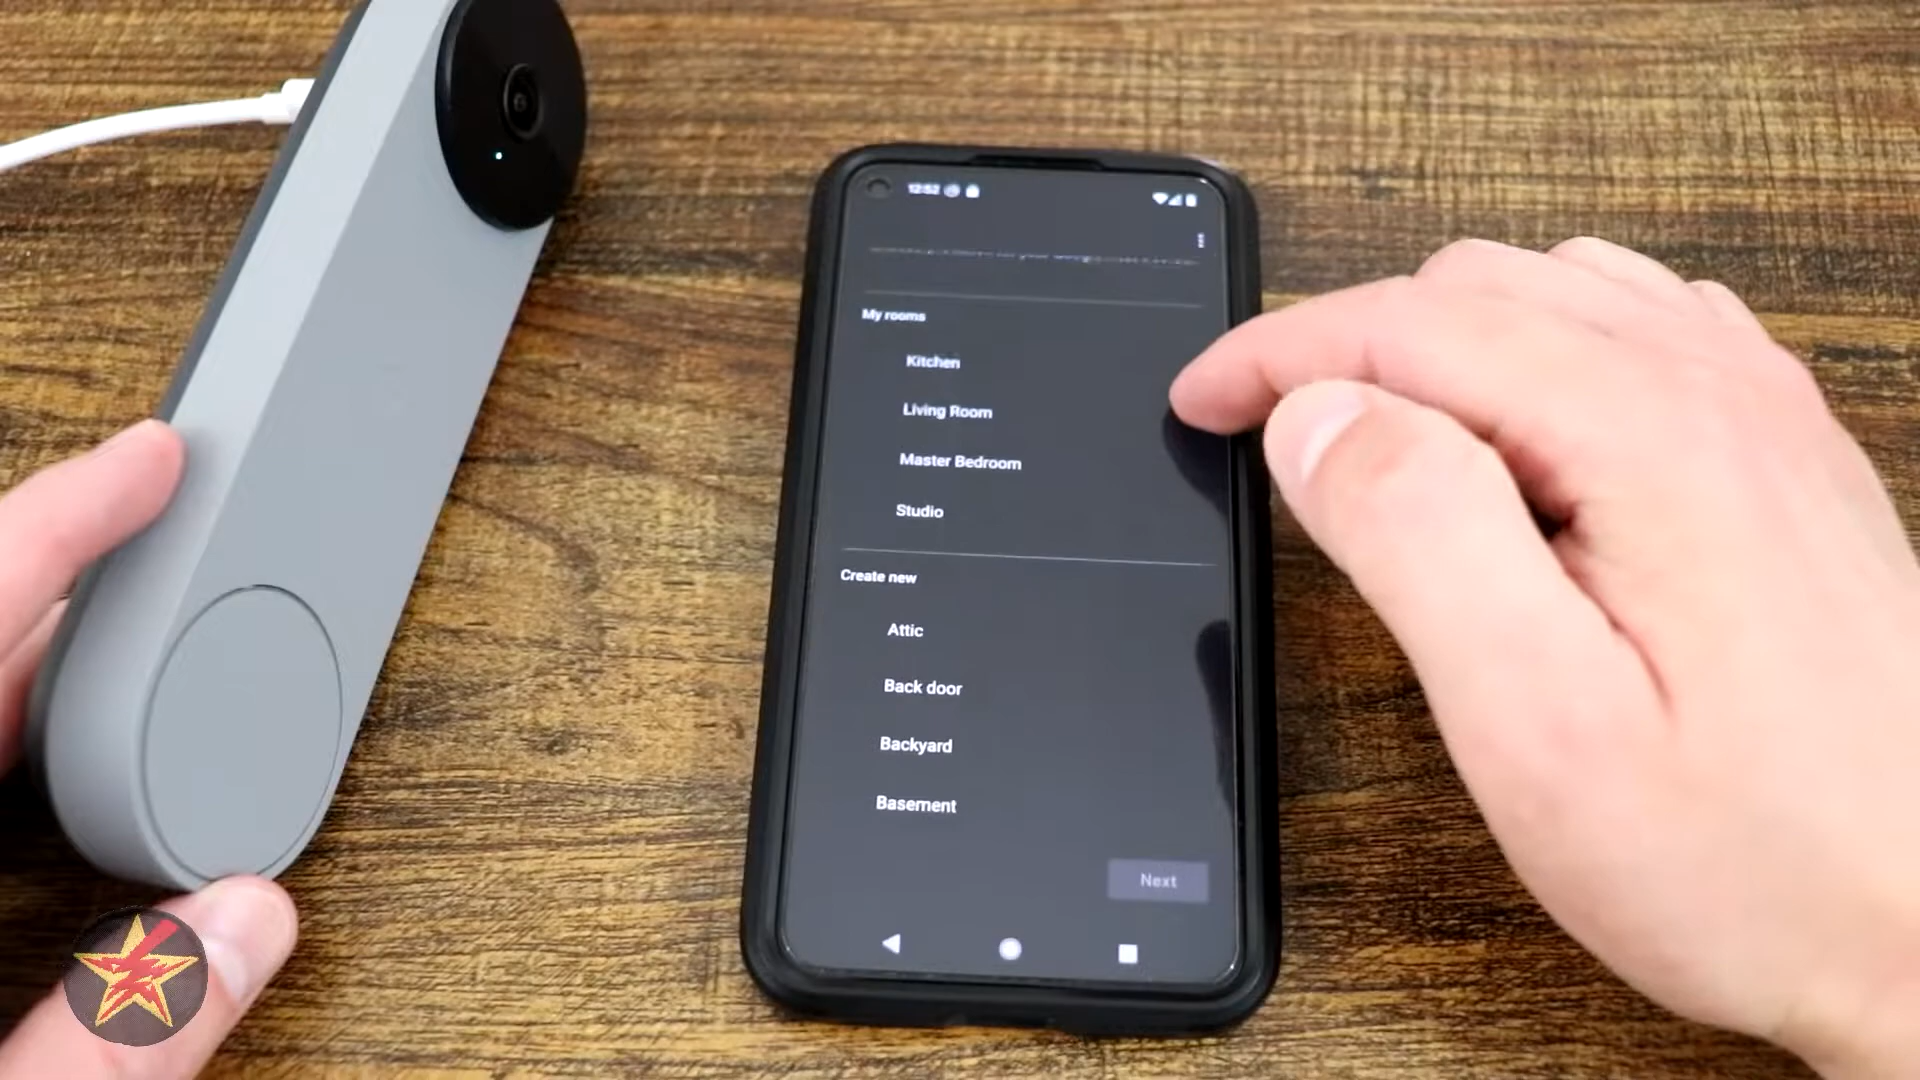 12:52
My rooms
Kitchen
Living Room
Master Bedroom
Studio
Create new
Attic
Back door
Backyard
Basement
Next